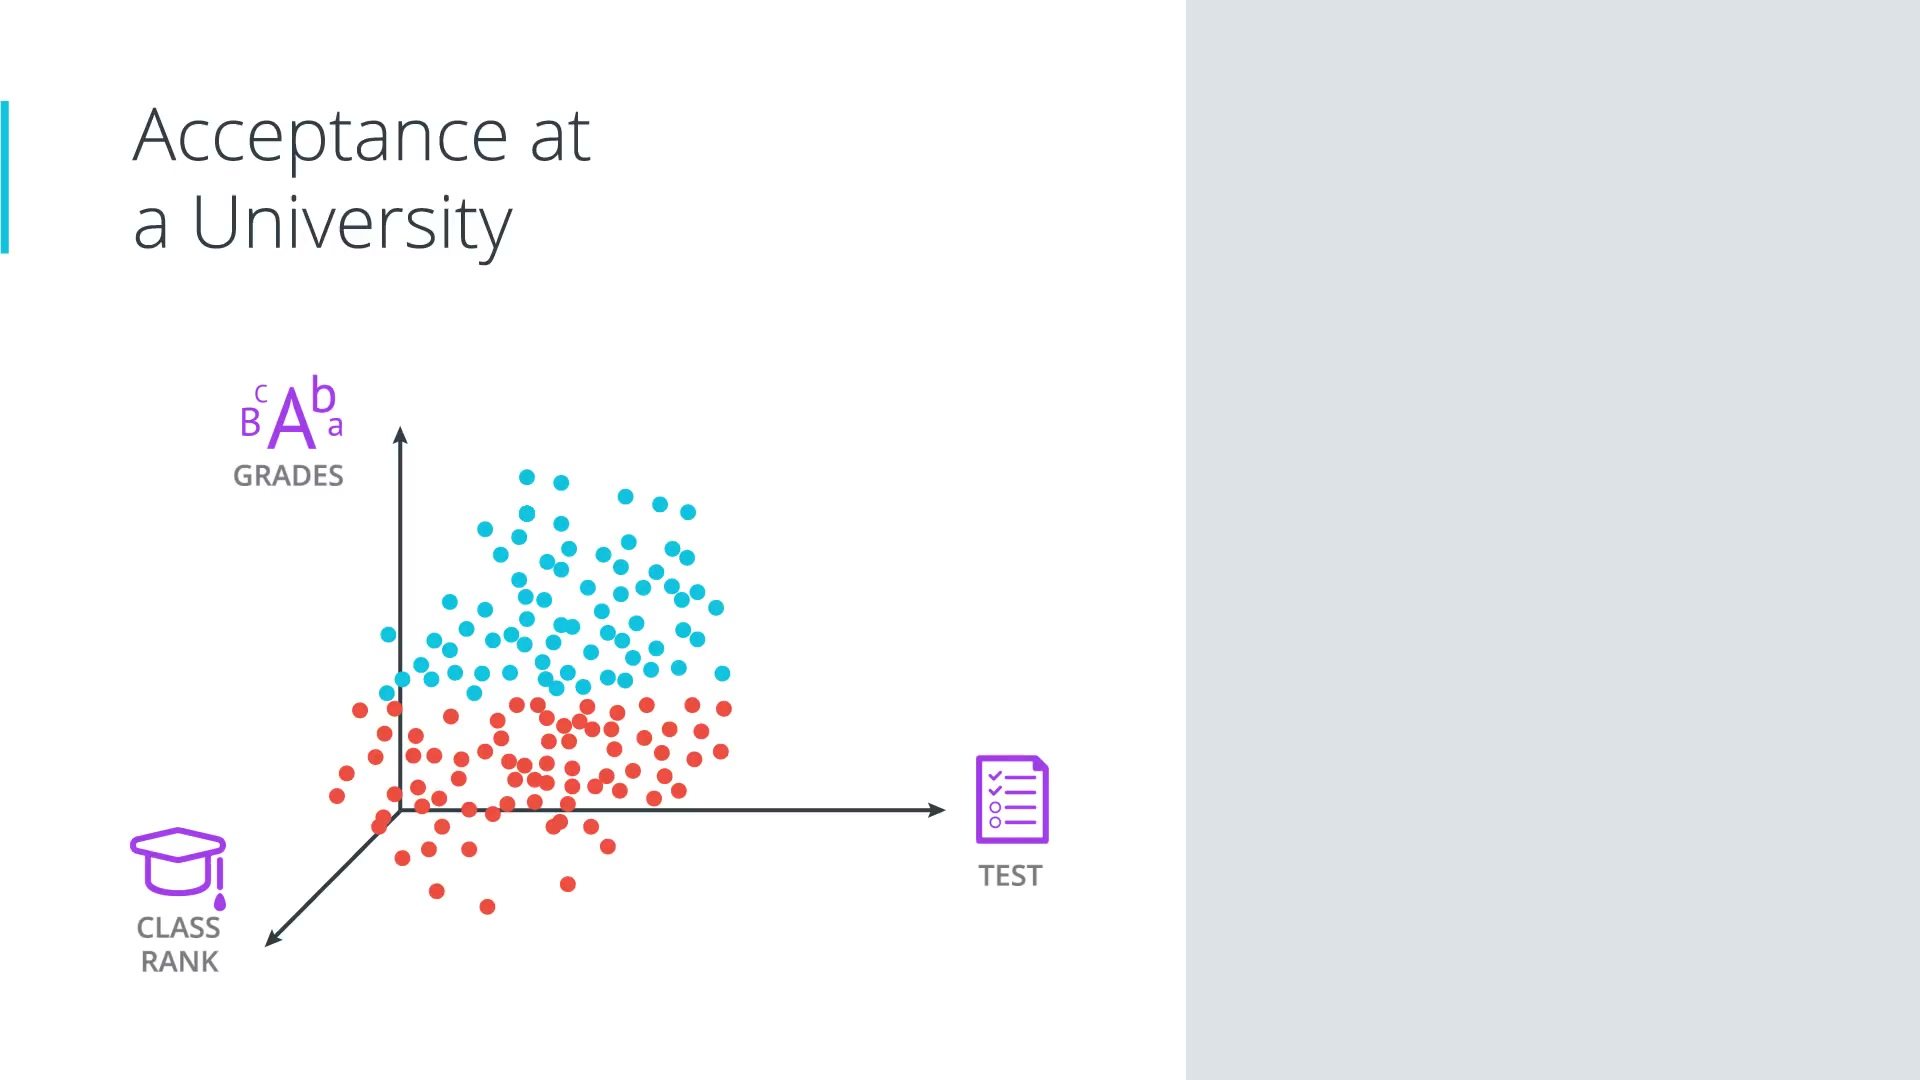 Acceptance at
a University
B C A b a
GRADES
TEST
CLASS
RANK